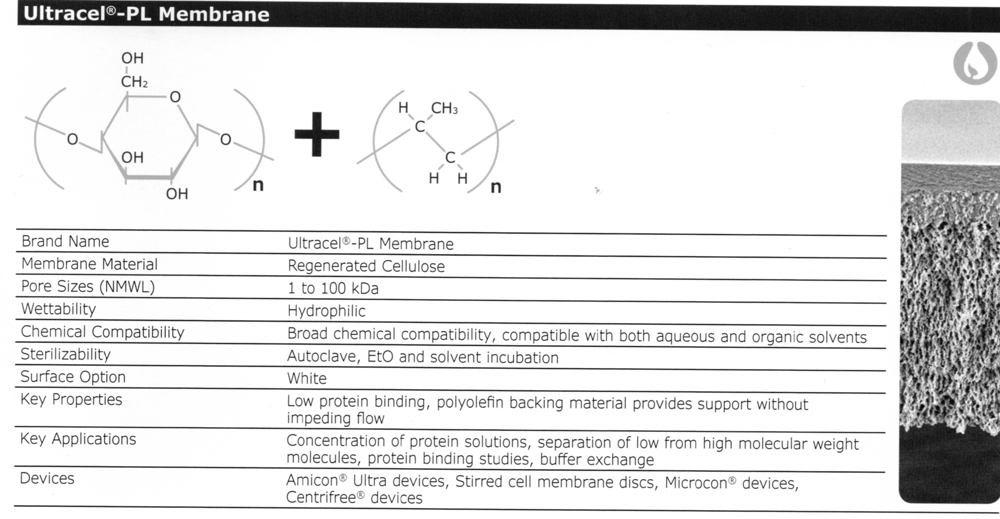 Ultracel®-PL Membrane
OH
CH₂
O
O
O
OH
OH
n
+
H CH₃
C
C
H H
n
Brand Name Ultracel®-PL Membrane
Membrane Material Regenerated Cellulose
Pore Sizes (NMWL) 1 to 100 kDa
Wettability Hydrophilic
Chemical Compatibility Broad chemical compatibility, compatible with both aqueous and organic solvents
Sterilizability Autoclave, EtO and solvent incubation
Surface Option White
Key Properties Low protein binding, polyolefin backing material provides support without
impeding flow
Key Applications Concentration of protein solutions, separation of low from high molecular weight
molecules, protein binding studies, buffer exchange
Devices Amicon® Ultra devices, Stirred cell membrane discs, Microcon® devices,
Centrifree® devices